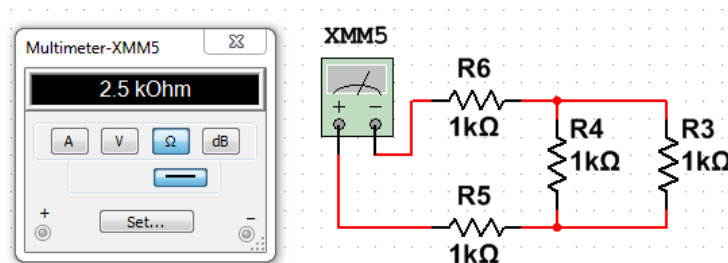 Multimeter-XMM5
2.5 kOhm
A V Ω dB
+ Set... −
XMM5
+ −
R6
1kΩ
R4
1kΩ
R3
1kΩ
R5
1kΩ